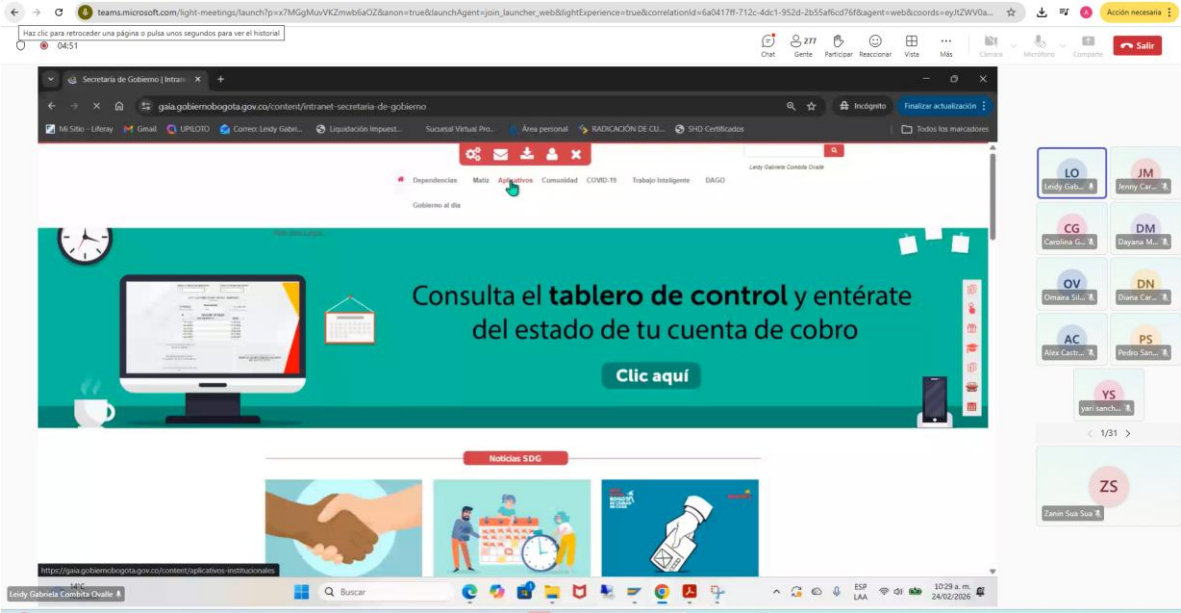 teams.microsoft.com/light-meetings/launch?p=x7MGgMuvVKZmwb6aOZ&anon=true&launchAgent=join_launcher_web&lightExperience=true&correlationId=6a0417ff-712c-4dc1-952d-2b55af6cd76f&agent=web&coords=eyJtZWV0a...
Acción necesaria
Haz clic para retroceder una página o pulsa unos segundos para ver el historial
04:51
277
Chat Gente Participar Reaccionar Vista Más Cámara Micrófono Compartir Salir
Secretaría de Gobierno | Intran
gaia.gobiernobogota.gov.co/content/intranet-secretaria-de-gobierno
Incógnito
Finalizar actualización
Mi Sitio - Liferay Gmail UPILOTO Correo: Leidy Gabri... Liquidación Impuest... Sucursal Virtual Pro... Área personal RADICACIÓN DE CU... SHD Certificados Todos los marcadores
Leidy Gabriela Combita Ovalle
Dependencias Matiz Aplicativos Comunidad COVID-19 Trabajo Inteligente DAGO
Gobierno al día
Consulta el tablero de control y entérate
del estado de tu cuenta de cobro
Clic aquí
Noticias SDG
LO
Leidy Gab...
JM
Jenny Car...
CG
Carolina G...
DM
Dayana M...
OV
Omaira Sil...
DN
Diana Car...
AC
Alex Castr...
PS
Pedro San...
YS
yari sanch...
1/31
ZS
Zanin Sua Sua
https://gaia.gobiernobogota.gov.co/content/aplicativos-institucionales
14°C
Leidy Gabriela Combita Ovalle
Buscar
ESP
LAA
10:29 a. m.
24/02/2026